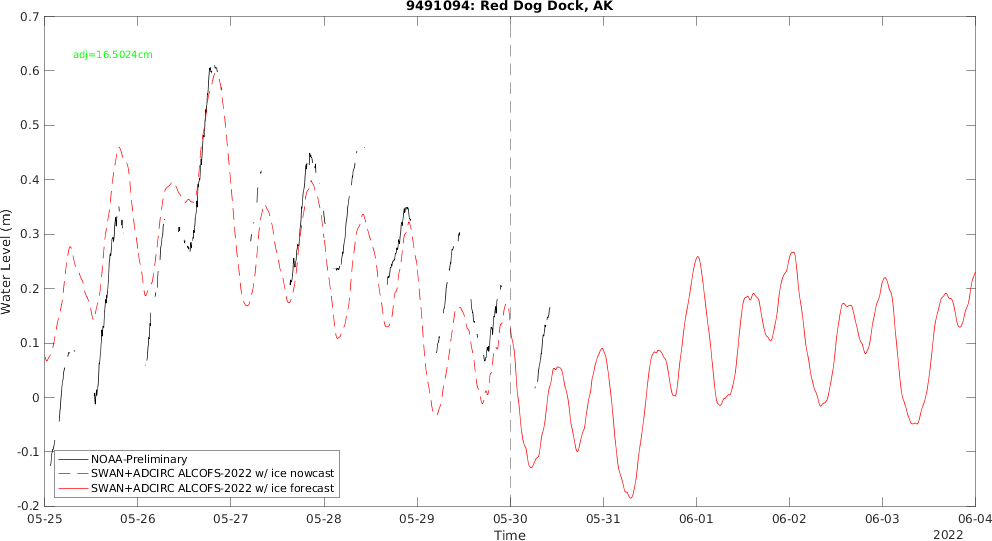 9491094: Red Dog Dock, AK
adj=16.5024cm
Water Level (m)
0.7
0.6
0.5
0.4
0.3
0.2
0.1
0
-0.1
-0.2
NOAA-Preliminary
SWAN+ADCIRC ALCOFS-2022 w/ ice nowcast
SWAN+ADCIRC ALCOFS-2022 w/ ice forecast
05-25 05-26 05-27 05-28 05-29 05-30 05-31 06-01 06-02 06-03 06-04
Time
2022